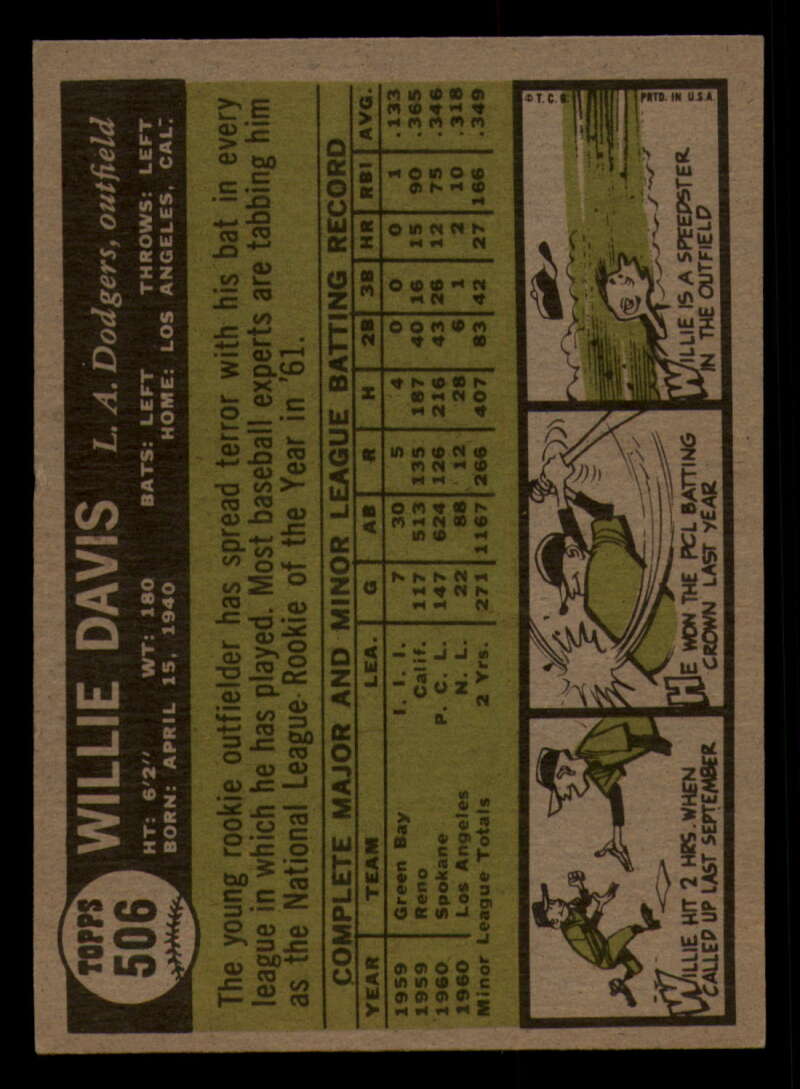 TOPPS
506
WILLIE DAVIS L. A. Dodgers, outfield
HT: 6'2" WT: 180 BATS: LEFT THROWS: LEFT
BORN: APRIL 15, 1940 HOME: LOS ANGELES, CAL.
The young rookie outfielder has spread terror with his bat in every
league in which he has played. Most baseball experts are tabbing him
as the National League Rookie of the Year in '61.
COMPLETE MAJOR AND MINOR LEAGUE BATTING RECORD
YEAR TEAM LEA. G AB R H 2B 3B HR RBI AVG.
1959 Green Bay I. I. I. 7 30 5 4 0 0 0 1 .133
1959 Reno Calif. 117 513 135 187 40 16 15 90 .365
1960 Spokane P. C. L. 147 624 126 216 43 26 12 75 .346
1960 Los Angeles N. L. 22 88 12 28 6 1 2 10 .318
Minor League Totals 2 Yrs. 271 1167 266 407 83 42 27 166 .349
WILLIE HIT 2 HRS. WHEN
CALLED UP LAST SEPTEMBER
HE WON THE PCL BATTING
CROWN LAST YEAR
© T. C. G. PRTD. IN U.S.A.
WILLIE IS A SPEEDSTER
IN THE OUTFIELD